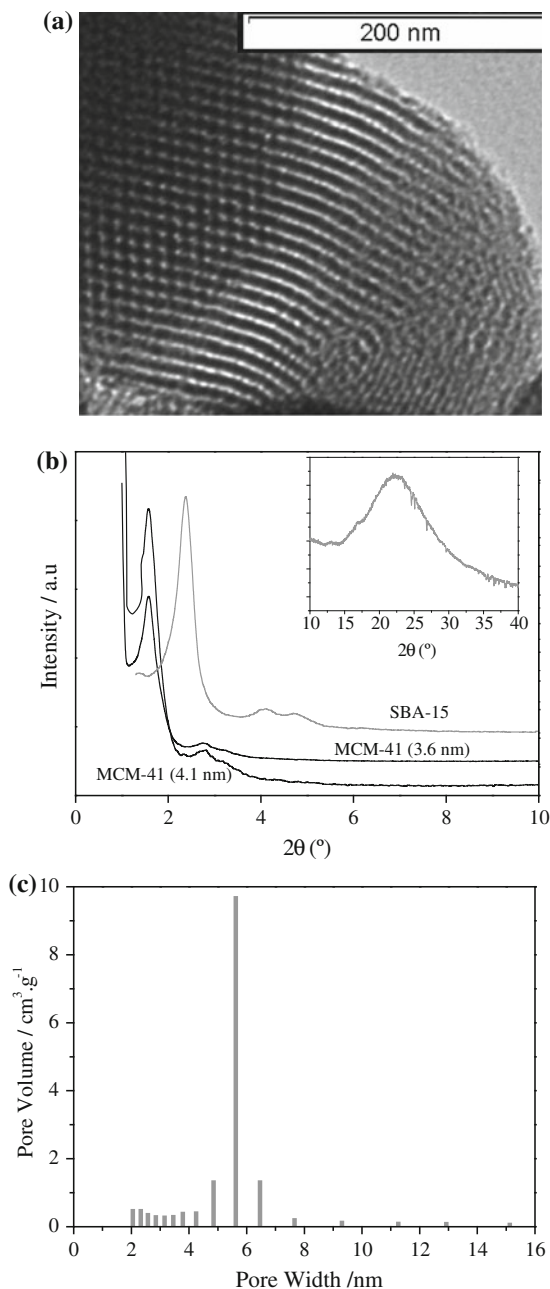 (a)
200 nm
(b)
Intensity / a.u
10 15 20 25 30 35 40
2θ (º)
SBA-15
MCM-41 (3.6 nm)
MCM-41 (4.1 nm)
0 2 4 6 8 10
2θ (º)
(c)
10
8
6
4
2
0
Pore Volume / cm³.g⁻¹
0 2 4 6 8 10 12 14 16
Pore Width /nm